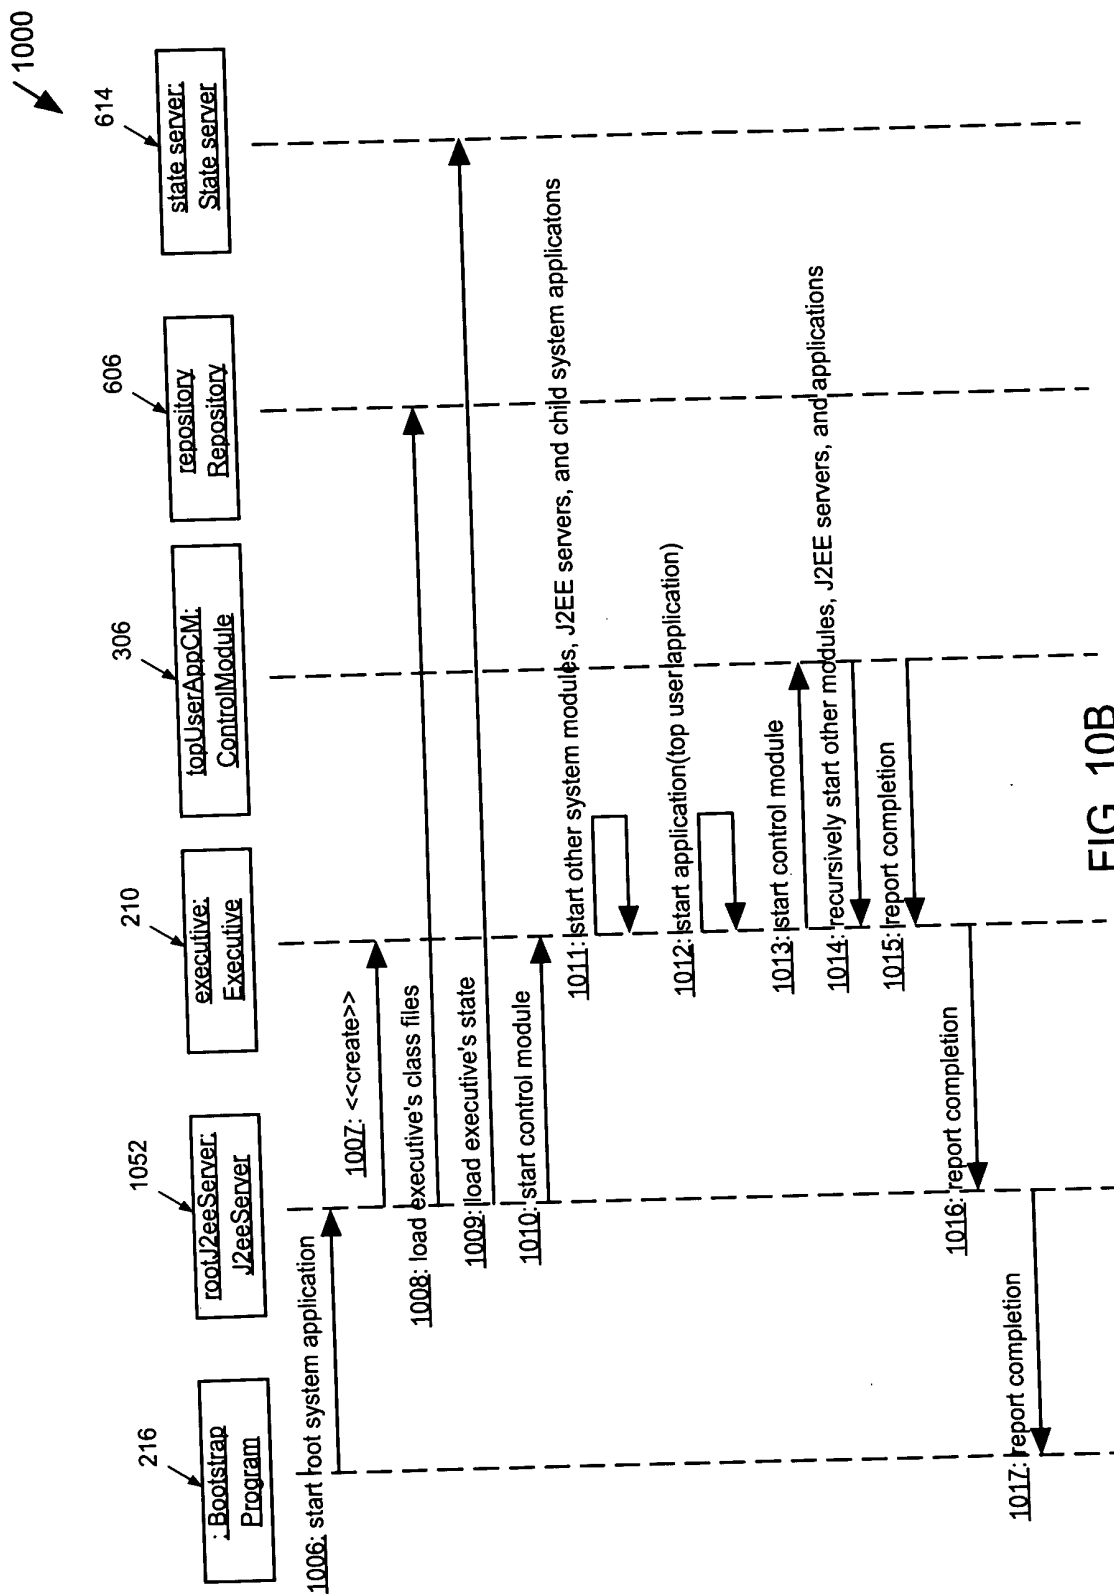 1000
216
: Bootstrap
Program
1052
rootJ2eeServer:
J2eeServer
210
executive:
Executive
306
topUserAppCM:
ControlModule
606
repository
Repository
614
state server:
State server
1006: start root system application
1007: <<create>>
1008: load executive's class files
1009: load executive's state
1010: start control module
1011: start other system modules, J2EE servers, and child system applicatons
1012: start application(top user application)
1013: start control module
1014: recursively start other modules, J2EE servers, and applications
1015: report completion
1016: report completion
1017: report completion
FIG. 10B